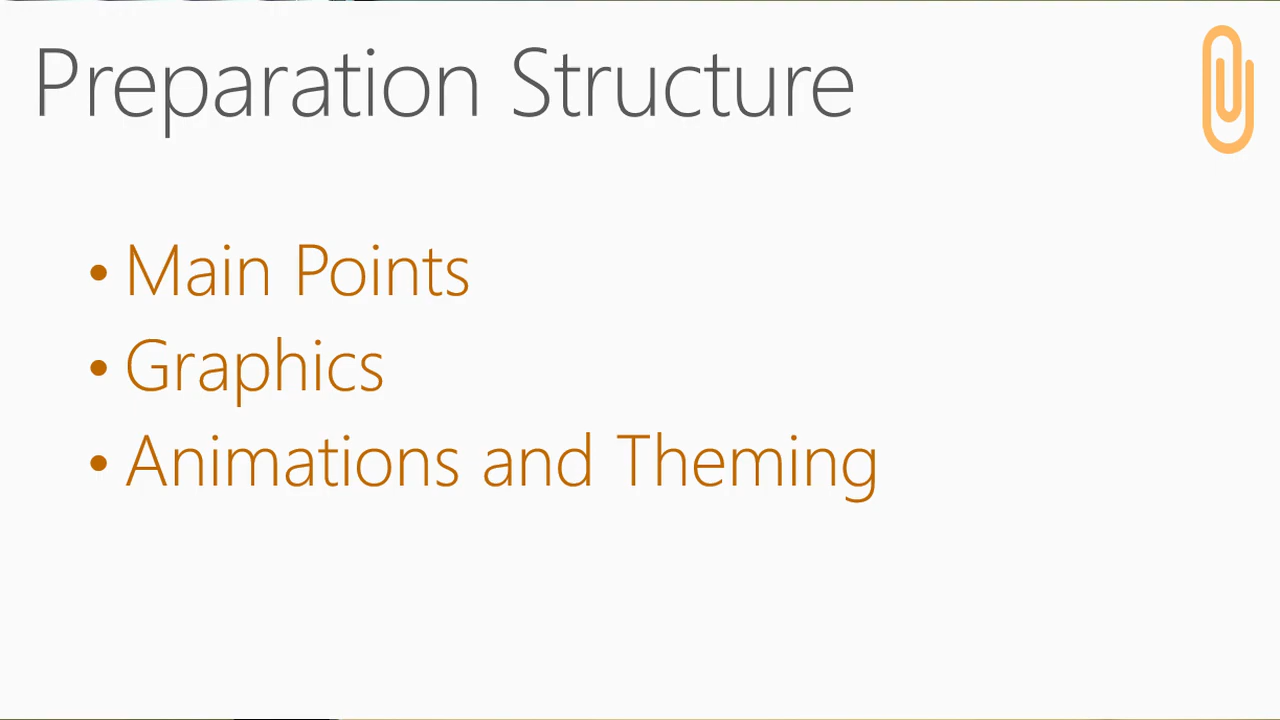 Preparation Structure
• Main Points
• Graphics
• Animations and Theming